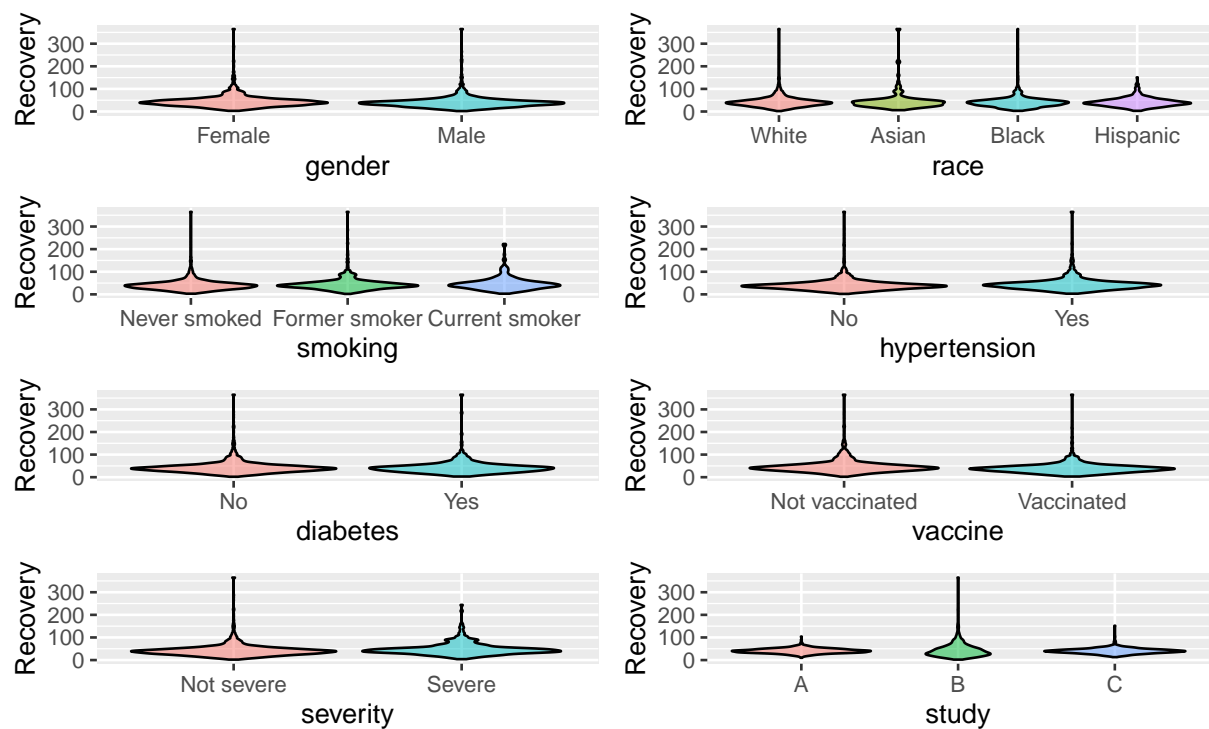 Recovery
300
200
100
0
Female Male
gender
Recovery
300
200
100
0
White Asian Black Hispanic
race
Recovery
300
200
100
0
Never smoked Former smoker Current smoker
smoking
Recovery
300
200
100
0
No Yes
hypertension
Recovery
300
200
100
0
No Yes
diabetes
Recovery
300
200
100
0
Not vaccinated Vaccinated
vaccine
Recovery
300
200
100
0
Not severe Severe
severity
Recovery
300
200
100
0
A B C
study